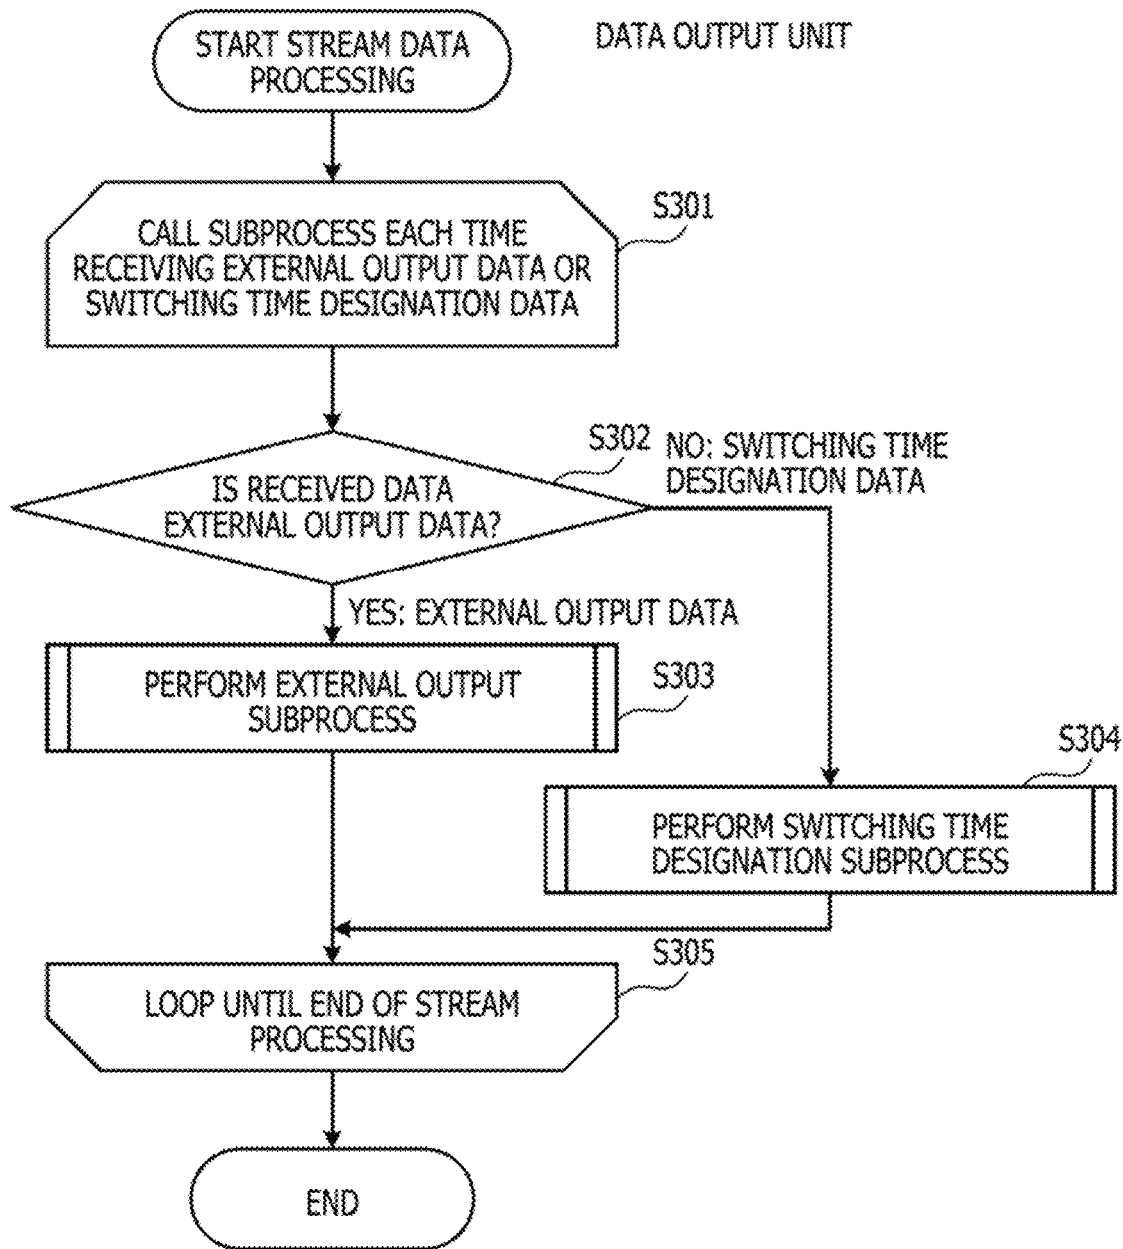 START STREAM DATA
PROCESSING
DATA OUTPUT UNIT
S301
CALL SUBPROCESS EACH TIME
RECEIVING EXTERNAL OUTPUT DATA OR
SWITCHING TIME DESIGNATION DATA
S302
NO: SWITCHING TIME
DESIGNATION DATA
IS RECEIVED DATA
EXTERNAL OUTPUT DATA?
YES: EXTERNAL OUTPUT DATA
S303
PERFORM EXTERNAL OUTPUT
SUBPROCESS
S304
PERFORM SWITCHING TIME
DESIGNATION SUBPROCESS
S305
LOOP UNTIL END OF STREAM
PROCESSING
END